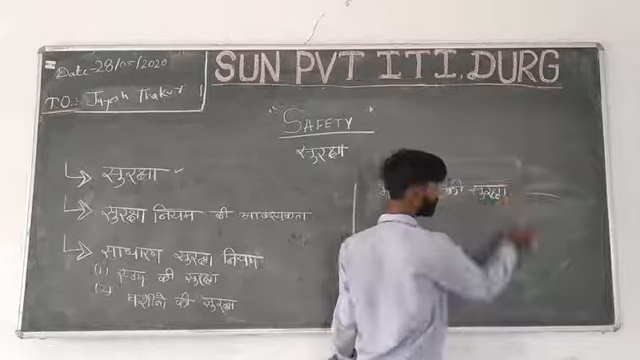 Date-28/05/2020
SUN PVT ITI, DURG
TO:- Jayesh Thakur
"SAFETY"
सुरक्षा
सुरक्षा
सुरक्षा नियम की आवश्यकता
साधारण सुरक्षा नियम
(1) स्वयं की सुरक्षा
(2) मशीनों की सुरक्षा
की सुरक्षा